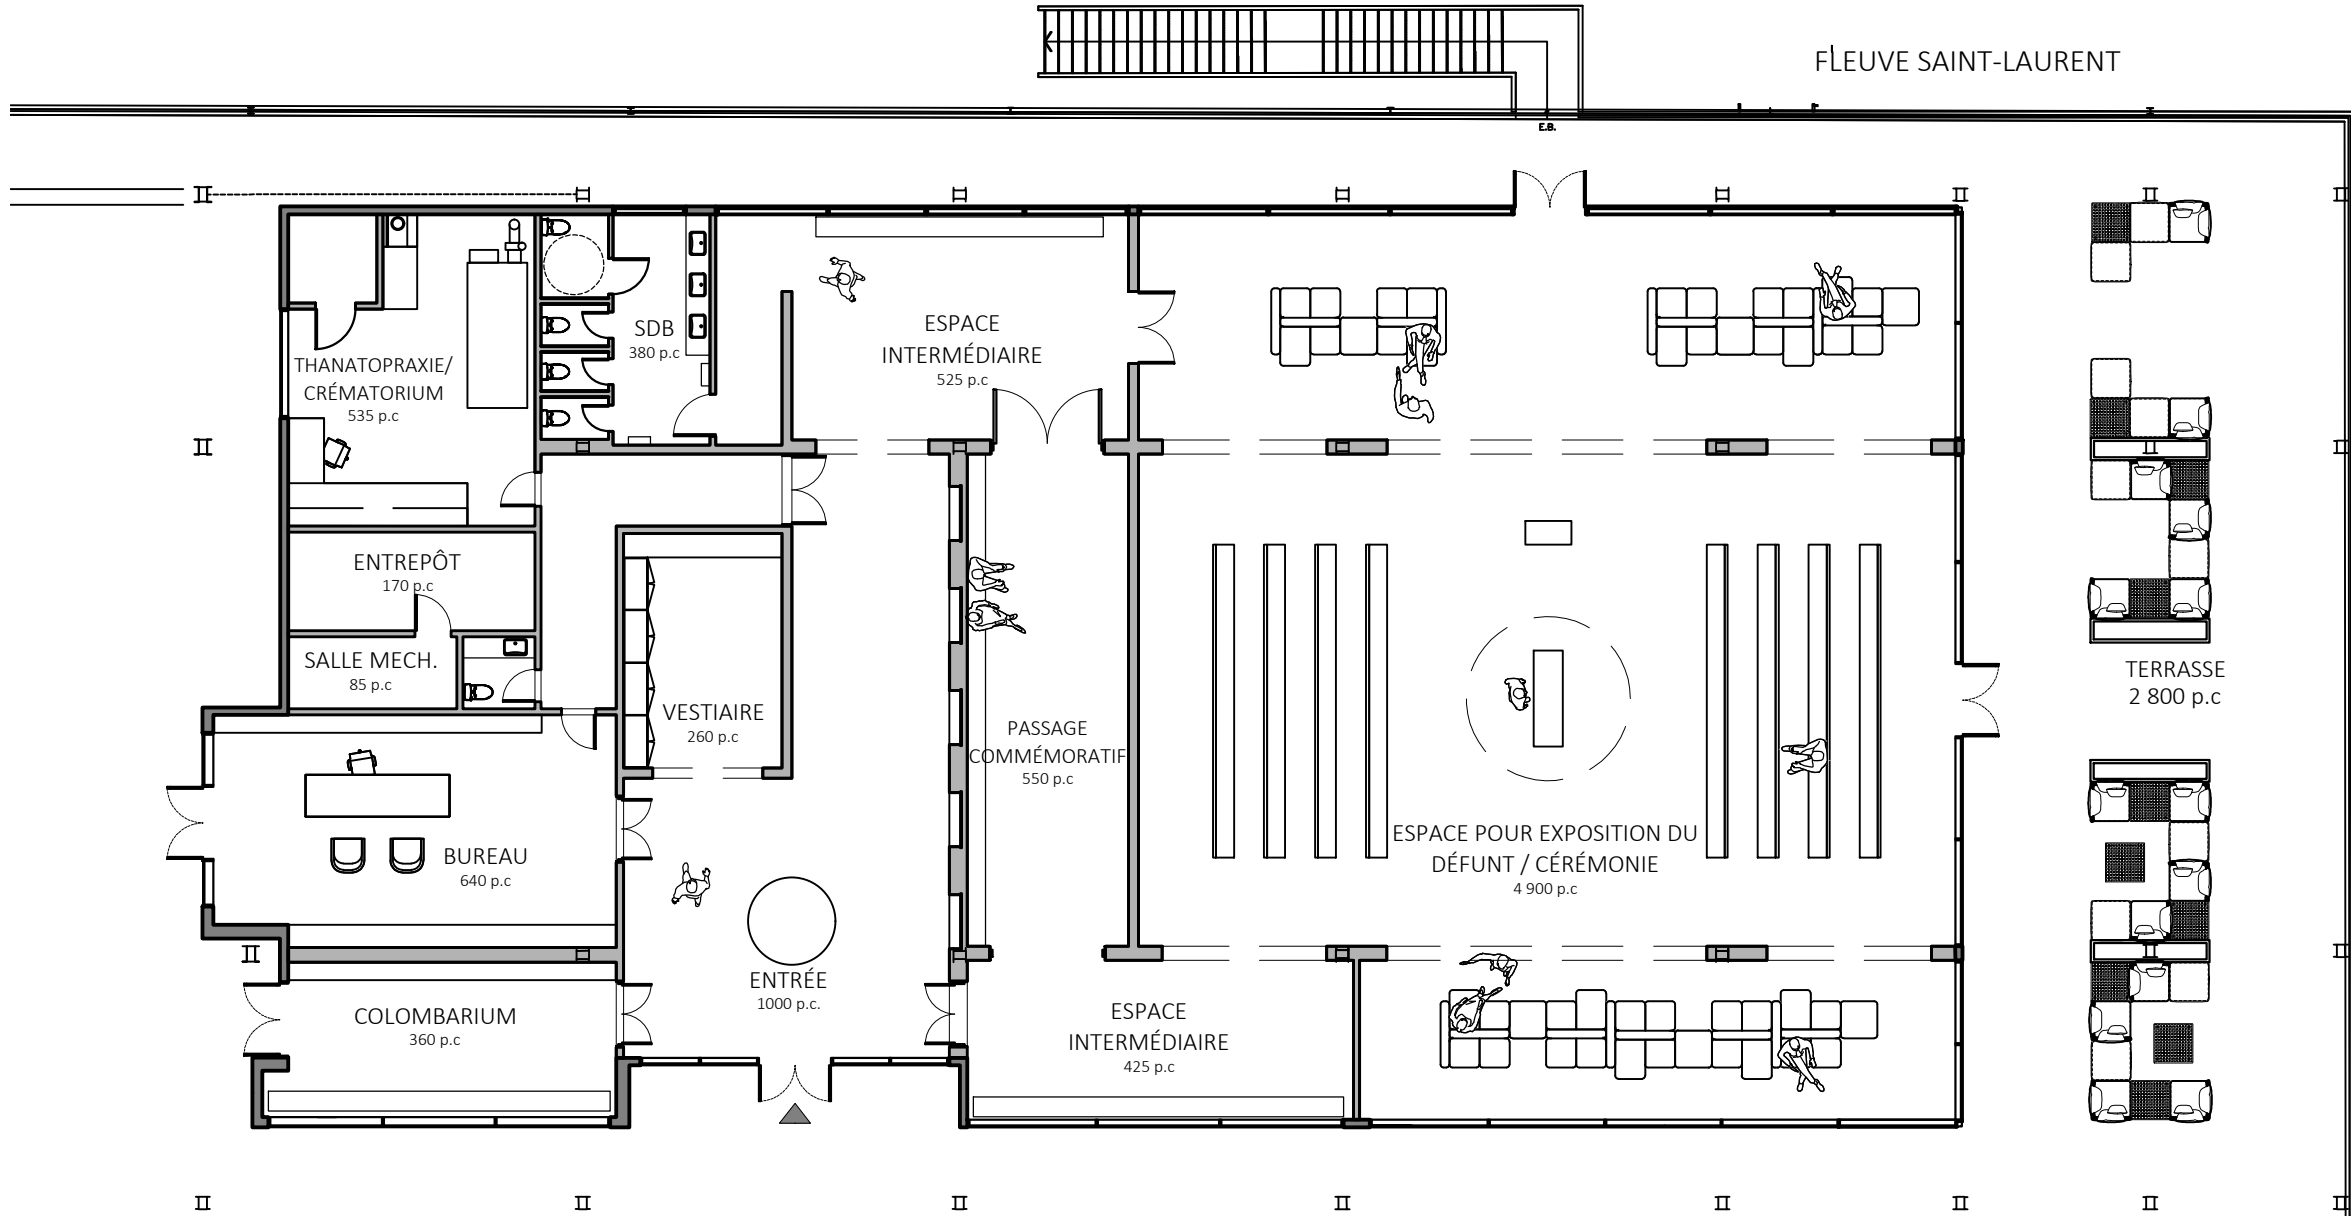 FLEUVE SAINT-LAURENT
E.B.
SDB
380 p.c
ESPACE
INTERMÉDIAIRE
525 p.c
THANATOPRAXIE/
CRÉMATORIUM
535 p.c
ENTREPÔT
170 p.c
SALLE MECH.
85 p.c
VESTIAIRE
260 p.c
PASSAGE
COMMÉMORATIF
550 p.c
TERRASSE
2 800 p.c
BUREAU
640 p.c
ESPACE POUR EXPOSITION DU
DÉFUNT / CÉRÉMONIE
4 900 p.c
ENTRÉE
1000 p.c.
COLOMBARIUM
360 p.c
ESPACE
INTERMÉDIAIRE
425 p.c